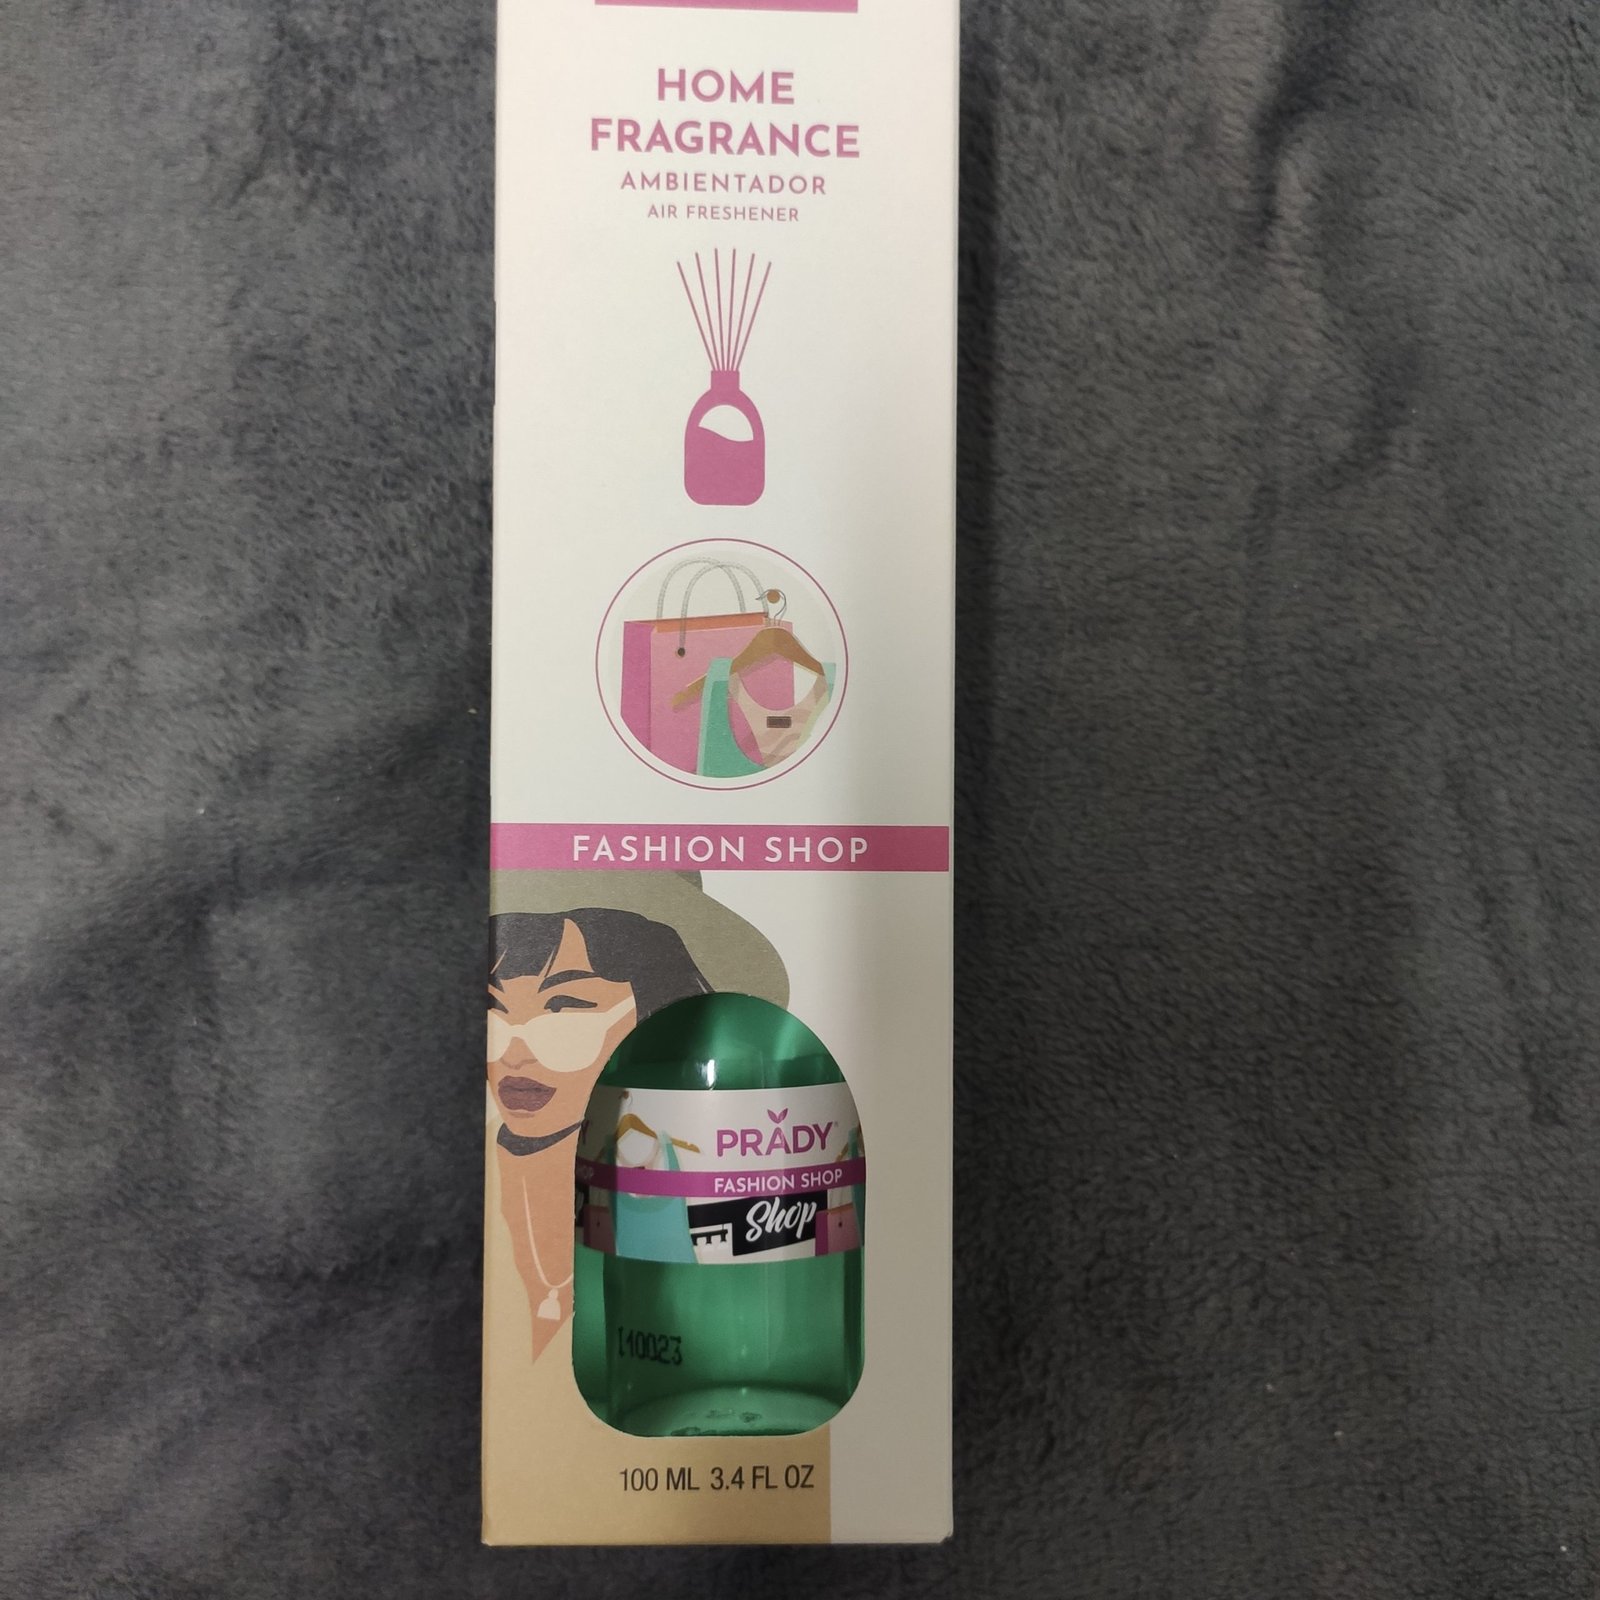 HOME
FRAGRANCE
AMBIENTADOR
AIR FRESHENER
FASHION SHOP
PRADY
FASHION SHOP
Shop
I10023
100 ML 3.4 FL OZ